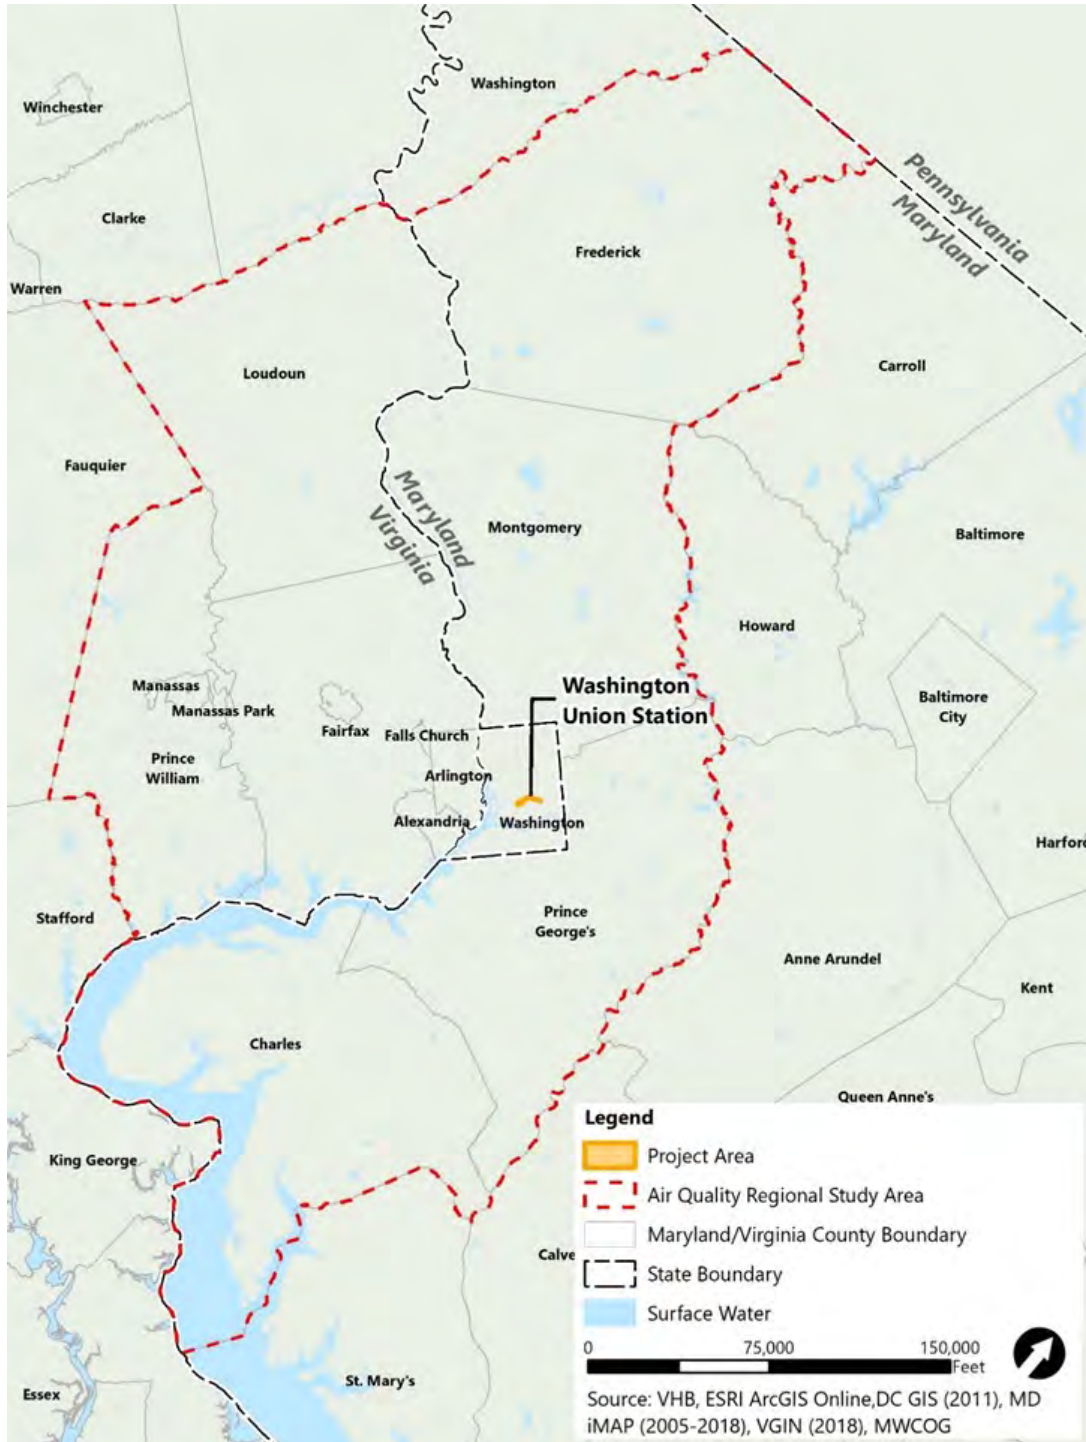 Washington
Winchester
Pennsylvania
Maryland
Clarke
Frederick
Warren
Loudoun
Carroll
Fauquier
Maryland
Virginia
Montgomery
Baltimore
Howard
Washington
Union Station
Manassas
Manassas Park
Baltimore
City
Fairfax
Falls Church
Prince
William
Arlington
Alexandria
Washington
Harford
Stafford
Prince
George's
Anne Arundel
Kent
Charles
Queen Anne's
King George
Calve
St. Mary's
Essex
Legend
Project Area
Air Quality Regional Study Area
Maryland/Virginia County Boundary
State Boundary
Surface Water
0 75,000 150,000
Feet
Source: VHB, ESRI ArcGIS Online,DC GIS (2011), MD
iMAP (2005-2018), VGIN (2018), MWCOG